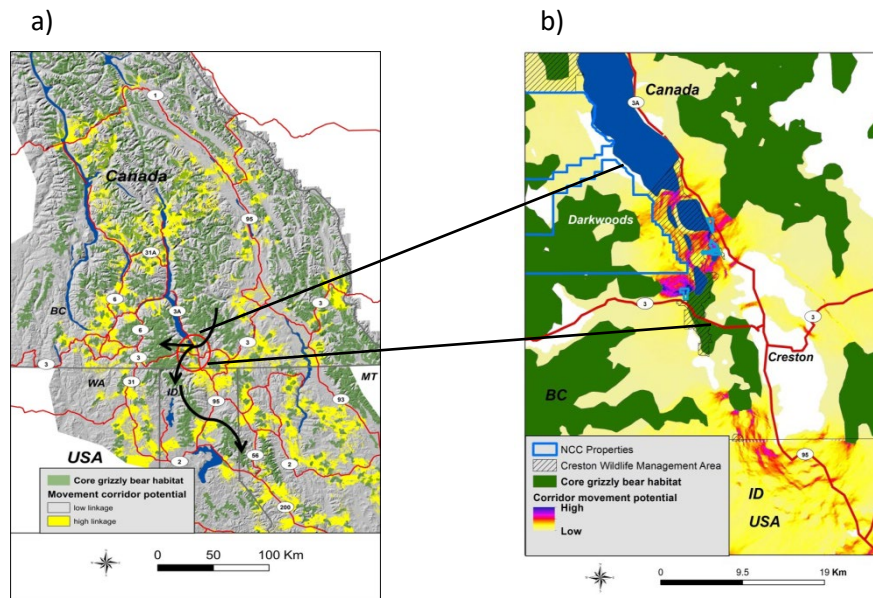 a)
1
Canada
95
31A
6
3
3A
BC
6
3
3
3
WA
31
ID
95
MT
93
2
56
2
USA
200
Core grizzly bear habitat
Movement corridor potential
low linkage
high linkage
0 50 100 Km
b)
Canada
3A
Darkwoods
3
3
Creston
BC
95
ID
USA
NCC Properties
Creston Wildlife Management Area
Core grizzly bear habitat
Corridor movement potential
High
Low
0 9.5 19 Km